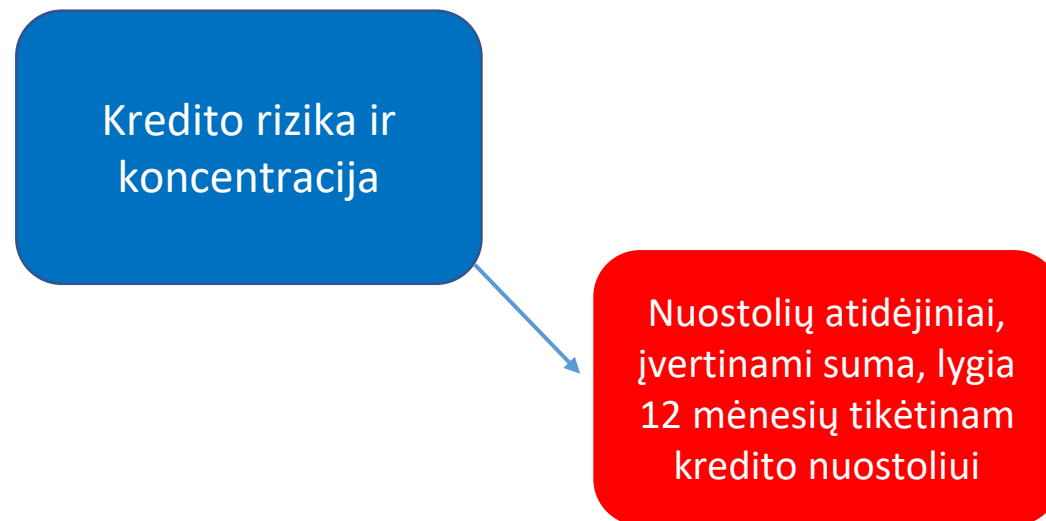 Kredito rizika ir
koncentracija
Nuostolių atidėjiniai,
įvertinami suma, lygia
12 mėnesių tikėtinam
kredito nuostoliui